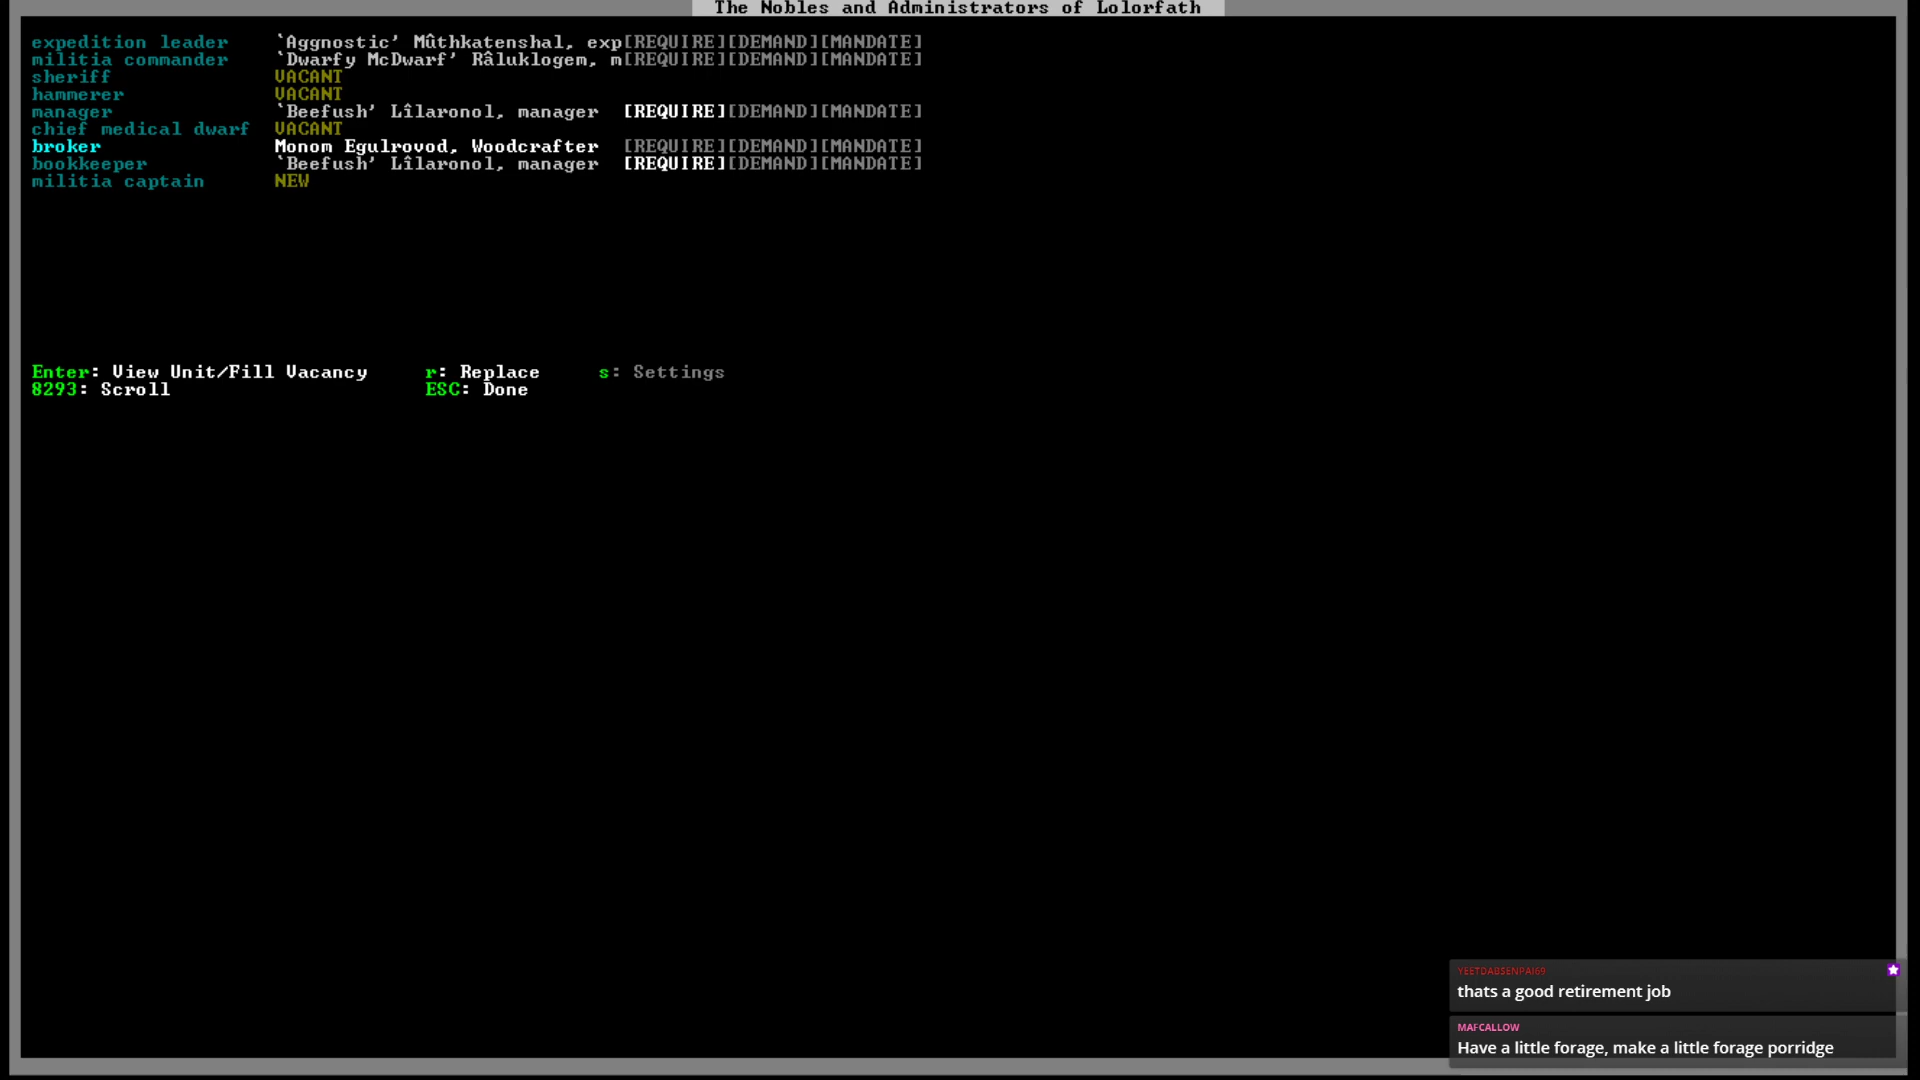 The Nobles and Administrators of Lolorfath
expedition leader `Aggnostic' Mûthkatenshal, exp[REQUIRE][DEMAND][MANDATE]
militia commander `Dwarfy McDwarf' Râluklogem, m[REQUIRE][DEMAND][MANDATE]
sheriff VACANT
hammerer VACANT
manager `Beefush' Lîlaronol, manager [REQUIRE][DEMAND][MANDATE]
chief medical dwarf VACANT
broker Monom Egulrovod, Woodcrafter [REQUIRE][DEMAND][MANDATE]
bookkeeper `Beefush' Lîlaronol, manager [REQUIRE][DEMAND][MANDATE]
militia captain NEW
Enter: View Unit/Fill Vacancy r: Replace s: Settings
8293: Scroll ESC: Done
YEETDABSENPAI69
thats a good retirement job
MAFCALLOW
Have a little forage, make a little forage porridge